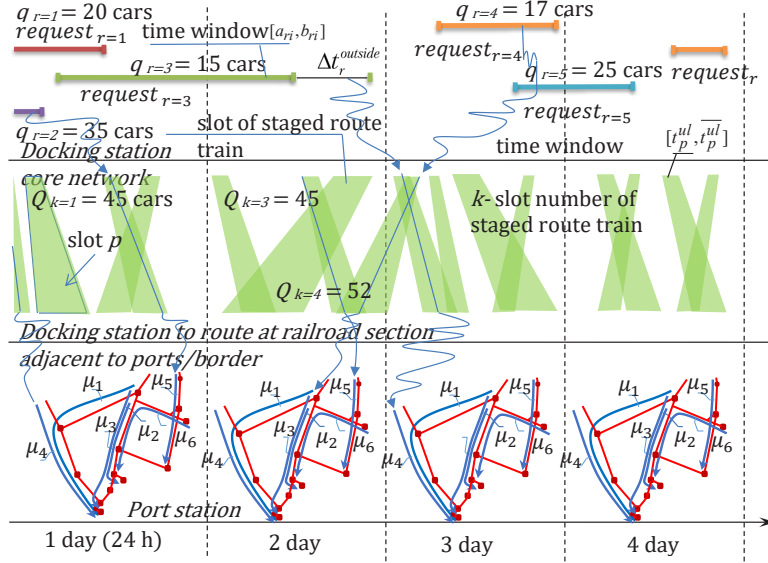 q r=1 = 20 cars
request r=1
time window[a ri, b ri]
q r=3 = 15 cars
Δt r outside
request r=3
q r=2 = 35 cars
slot of staged route
train
q r=4 = 17 cars
request r=4
q r=5 = 25 cars
request r=5
request r
time window
[t p ul, t p ul]
Docking station
core network
Q k=1 = 45 cars
slot p
Q k=3 = 45
Q k=4 = 52
k- slot number of
staged route train
Docking station to route at railroad section
adjacent to ports/border
μ1
μ5
μ3
μ2
μ6
μ4
μ1
μ5
μ3
μ2
μ6
μ4
μ1
μ5
μ3
μ2
μ6
μ4
μ1
μ5
μ3
μ2
μ6
μ4
Port station
1 day (24 h)
2 day
3 day
4 day